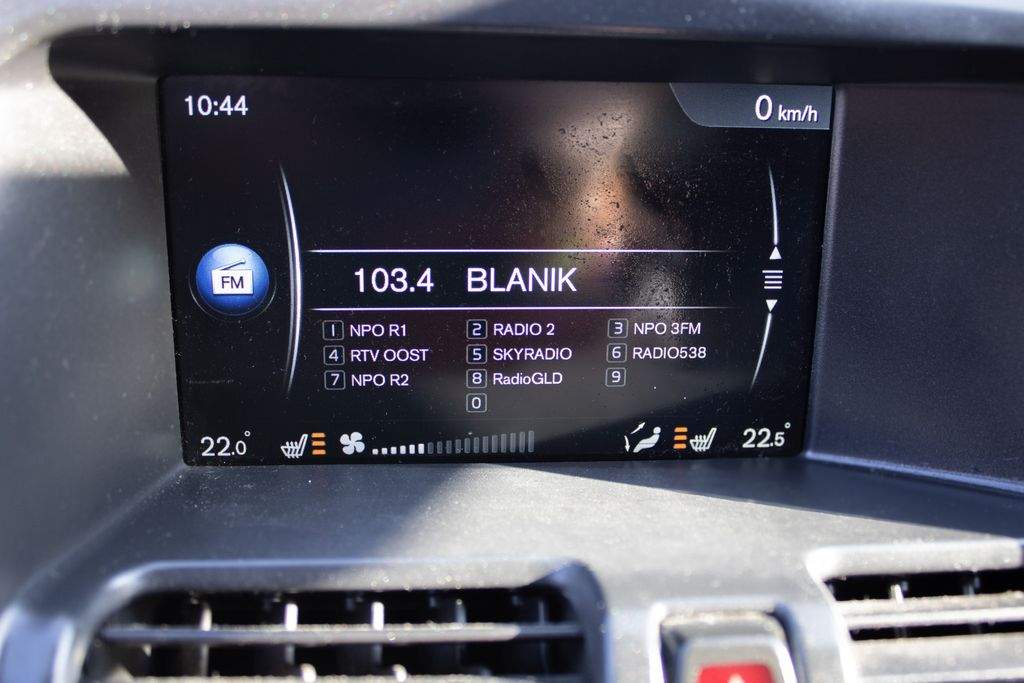 10:44
0 km/h
FM
103.4 BLANIK
1 NPO R1 2 RADIO 2 3 NPO 3FM
4 RTV OOST 5 SKYRADIO 6 RADIO538
7 NPO R2 8 RadioGLD 9
0
22.0° 22.5°